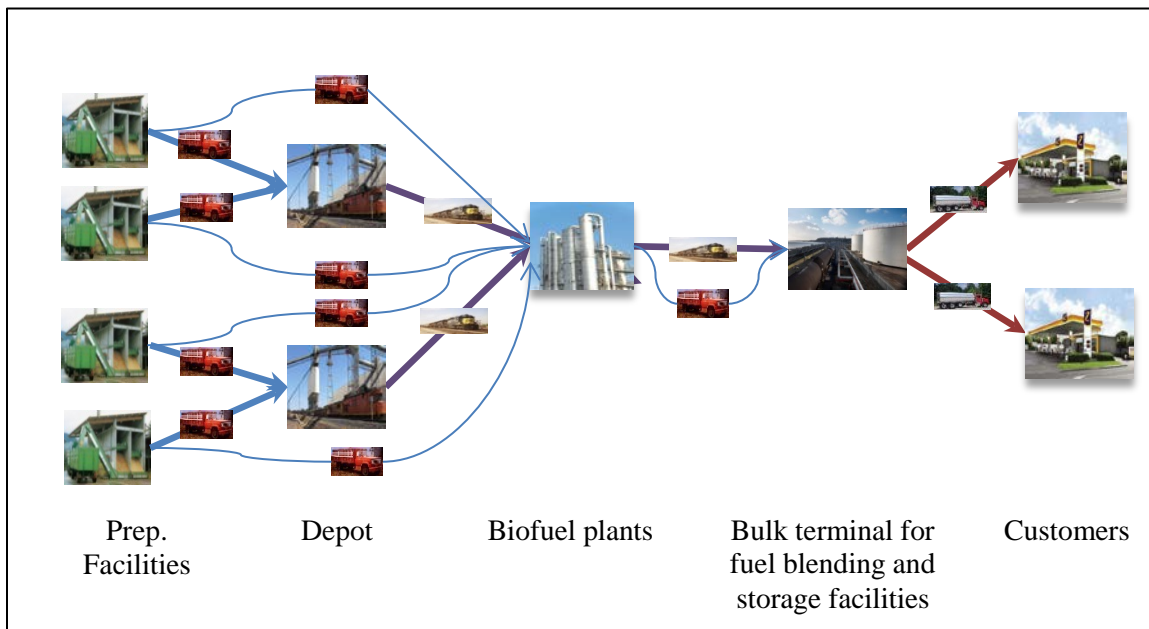 Prep.
Facilities
Depot
Biofuel plants
Bulk terminal for
fuel blending and
storage facilities
Customers